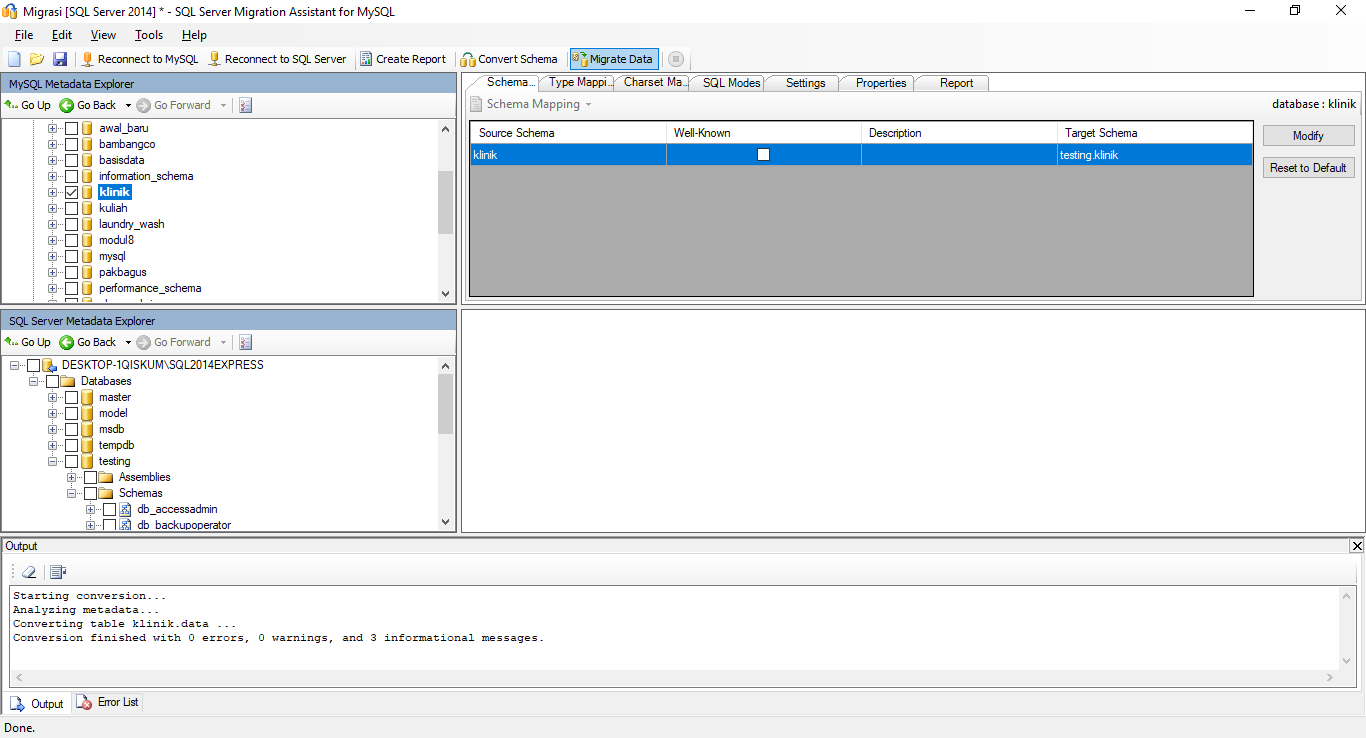 Migrasi [SQL Server 2014] * - SQL Server Migration Assistant for MySQL
File Edit View Tools Help
Reconnect to MySQL Reconnect to SQL Server Create Report Convert Schema Migrate Data
MySQL Metadata Explorer
Go Up Go Back Go Forward
awal_baru
bambangco
basisdata
information_schema
klinik
kuliah
laundry_wash
modul8
mysql
pakbagus
performance_schema
Schema... Type Mappi... Charset Ma... SQL Modes Settings Properties Report
Schema Mapping database : klinik
Source Schema Well-Known Description Target Schema
klinik testing.klinik
Modify
Reset to Default
SQL Server Metadata Explorer
Go Up Go Back Go Forward
DESKTOP-1QISKUM\SQL2014EXPRESS
Databases
master
model
msdb
tempdb
testing
Assemblies
Schemas
db_accessadmin
db_backupoperator
Output
Starting conversion...
Analyzing metadata...
Converting table klinik.data ...
Conversion finished with 0 errors, 0 warnings, and 3 informational messages.
Output Error List
Done.